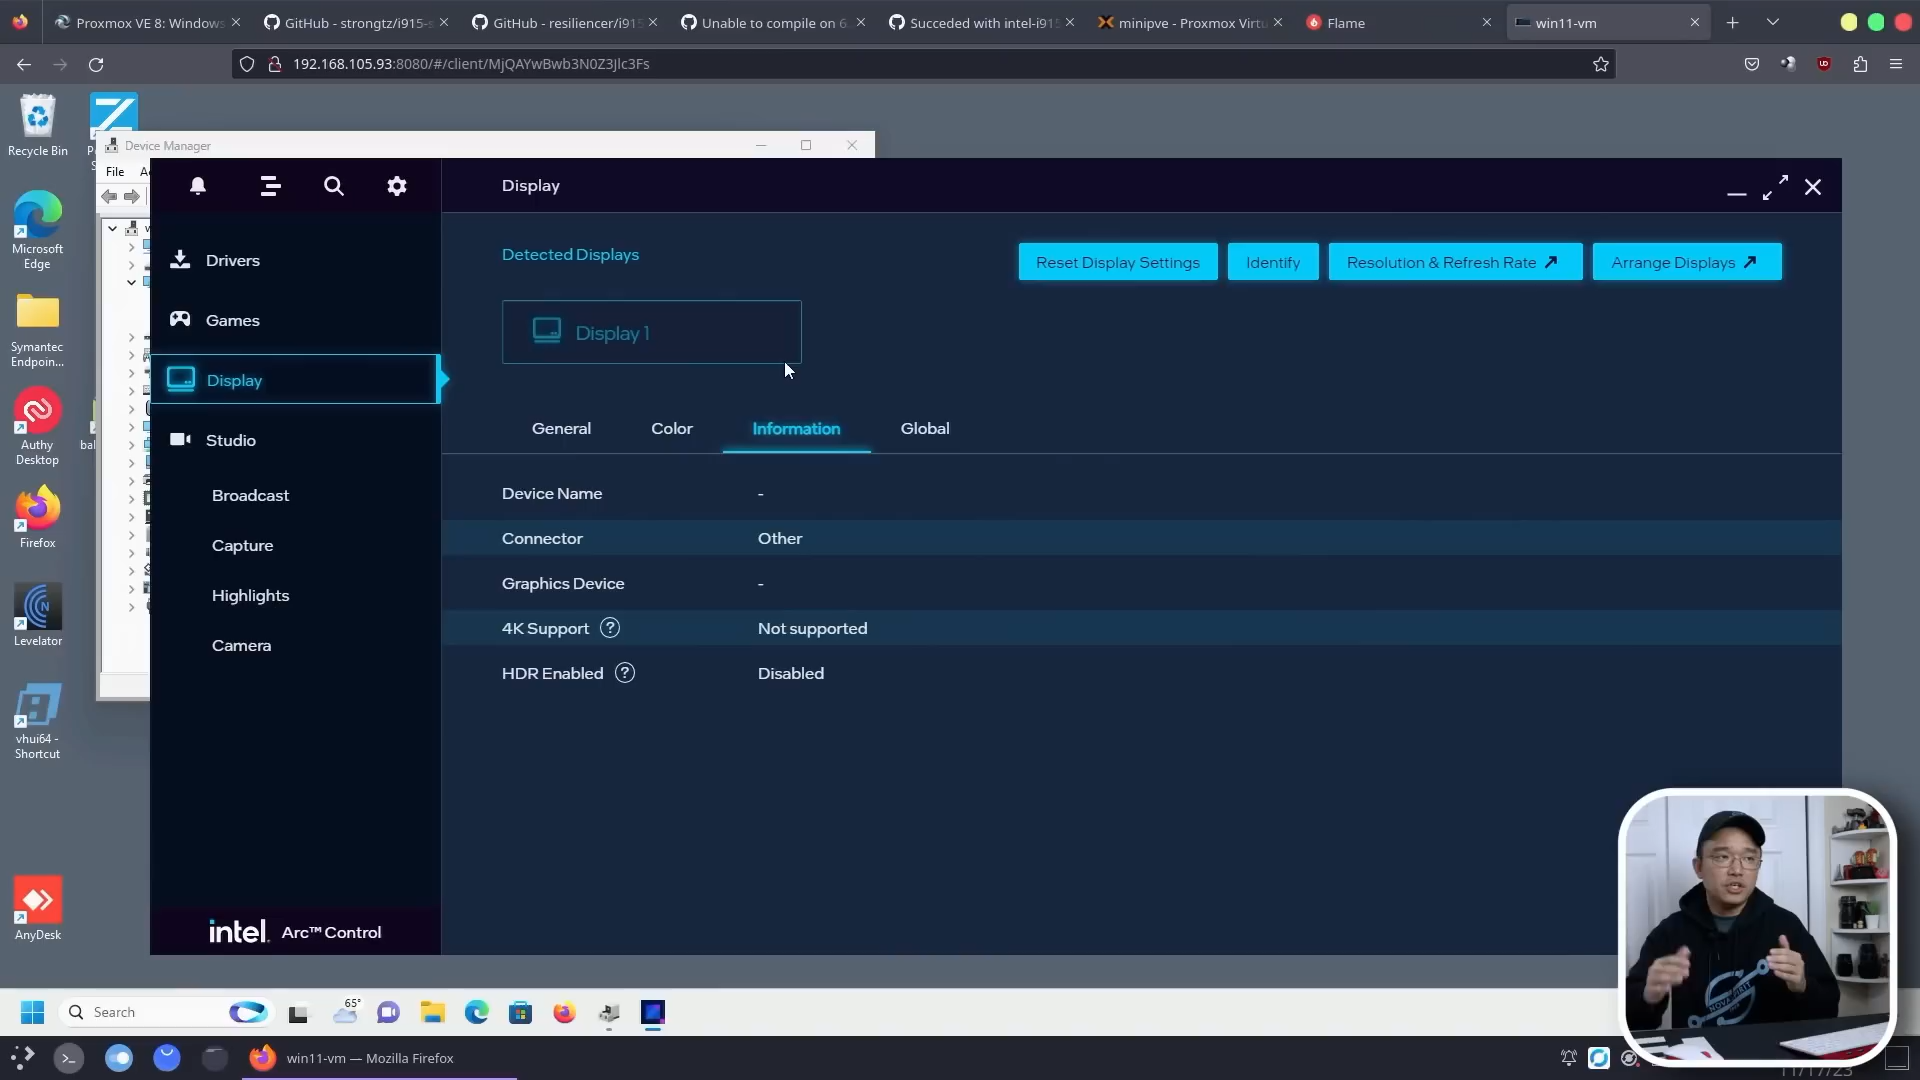 Proxmox VE 8: Windows
GitHub - strongtz/i915-s
GitHub - resiliencer/i915
Unable to compile on 6
Succeded with intel-i915
minipve - Proxmox Virtu
Flame
win11-vm
192.168.105.93:8080/#/client/MjQAYwBwb3N0Z3Jlc3Fs
Recycle Bin
Device Manager
File
Display
Detected Displays
Reset Display Settings
Identify
Resolution & Refresh Rate
Arrange Displays
Drivers
Games
Display
Studio
Broadcast
Capture
Highlights
Camera
Display 1
General
Color
Information
Global
Device Name -
Connector Other
Graphics Device -
4K Support ? Not supported
HDR Enabled ? Disabled
intel. Arc™ Control
Microsoft
Edge
Symantec
Endpoin...
Authy
Desktop
bal
Firefox
Levelator
vhui64 -
Shortcut
AnyDesk
Search
65°
win11-vm — Mozilla Firefox